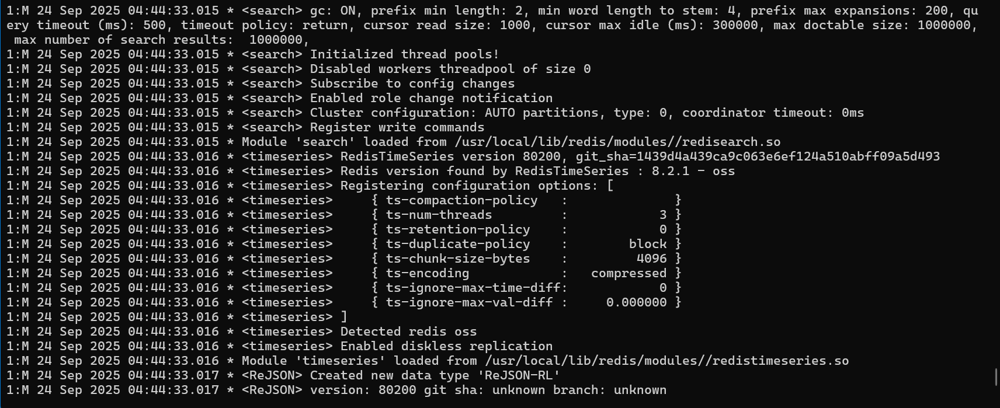 1:M 24 Sep 2025 04:44:33.015 * <search> gc: ON, prefix min length: 2, min word length to stem: 4, prefix max expansions: 200, qu
ery timeout (ms): 500, timeout policy: return, cursor read size: 1000, cursor max idle (ms): 300000, max doctable size: 1000000,
 max number of search results:  1000000,
1:M 24 Sep 2025 04:44:33.015 * <search> Initialized thread pools!
1:M 24 Sep 2025 04:44:33.015 * <search> Disabled workers threadpool of size 0
1:M 24 Sep 2025 04:44:33.015 * <search> Subscribe to config changes
1:M 24 Sep 2025 04:44:33.015 * <search> Enabled role change notification
1:M 24 Sep 2025 04:44:33.015 * <search> Cluster configuration: AUTO partitions, type: 0, coordinator timeout: 0ms
1:M 24 Sep 2025 04:44:33.015 * <search> Register write commands
1:M 24 Sep 2025 04:44:33.015 * Module 'search' loaded from /usr/local/lib/redis/modules//redisearch.so
1:M 24 Sep 2025 04:44:33.016 * <timeseries> RedisTimeSeries version 80200, git_sha=1439d4a439ca9c063e6ef124a510abff09a5d493
1:M 24 Sep 2025 04:44:33.016 * <timeseries> Redis version found by RedisTimeSeries : 8.2.1 - oss
1:M 24 Sep 2025 04:44:33.016 * <timeseries> Registering configuration options: [
1:M 24 Sep 2025 04:44:33.016 * <timeseries>     { ts-compaction-policy   :              }
1:M 24 Sep 2025 04:44:33.016 * <timeseries>     { ts-num-threads         :            3 }
1:M 24 Sep 2025 04:44:33.016 * <timeseries>     { ts-retention-policy    :            0 }
1:M 24 Sep 2025 04:44:33.016 * <timeseries>     { ts-duplicate-policy    :        block }
1:M 24 Sep 2025 04:44:33.016 * <timeseries>     { ts-chunk-size-bytes    :         4096 }
1:M 24 Sep 2025 04:44:33.016 * <timeseries>     { ts-encoding            :   compressed }
1:M 24 Sep 2025 04:44:33.016 * <timeseries>     { ts-ignore-max-time-diff:            0 }
1:M 24 Sep 2025 04:44:33.016 * <timeseries>     { ts-ignore-max-val-diff :     0.000000 }
1:M 24 Sep 2025 04:44:33.016 * <timeseries> ]
1:M 24 Sep 2025 04:44:33.016 * <timeseries> Detected redis oss
1:M 24 Sep 2025 04:44:33.016 * <timeseries> Enabled diskless replication
1:M 24 Sep 2025 04:44:33.016 * Module 'timeseries' loaded from /usr/local/lib/redis/modules//redistimeseries.so
1:M 24 Sep 2025 04:44:33.017 * <ReJSON> Created new data type 'ReJSON-RL'
1:M 24 Sep 2025 04:44:33.017 * <ReJSON> version: 80200 git sha: unknown branch: unknown